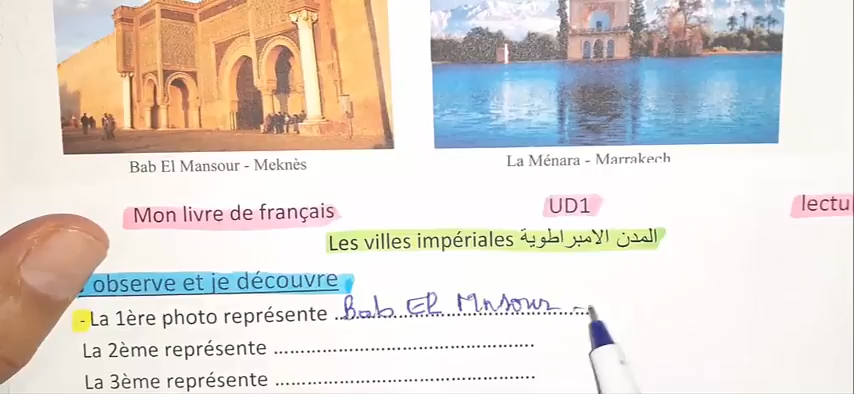 Bab El Mansour - Meknès
La Ménara - Marrakech
Mon livre de français UD1 lectu
Les villes impériales المدن الامبراطوية
J'observe et je découvre
- La 1ère photo représente Bab El Mnsour -
La 2ème représente ........................................
La 3ème représente ........................................